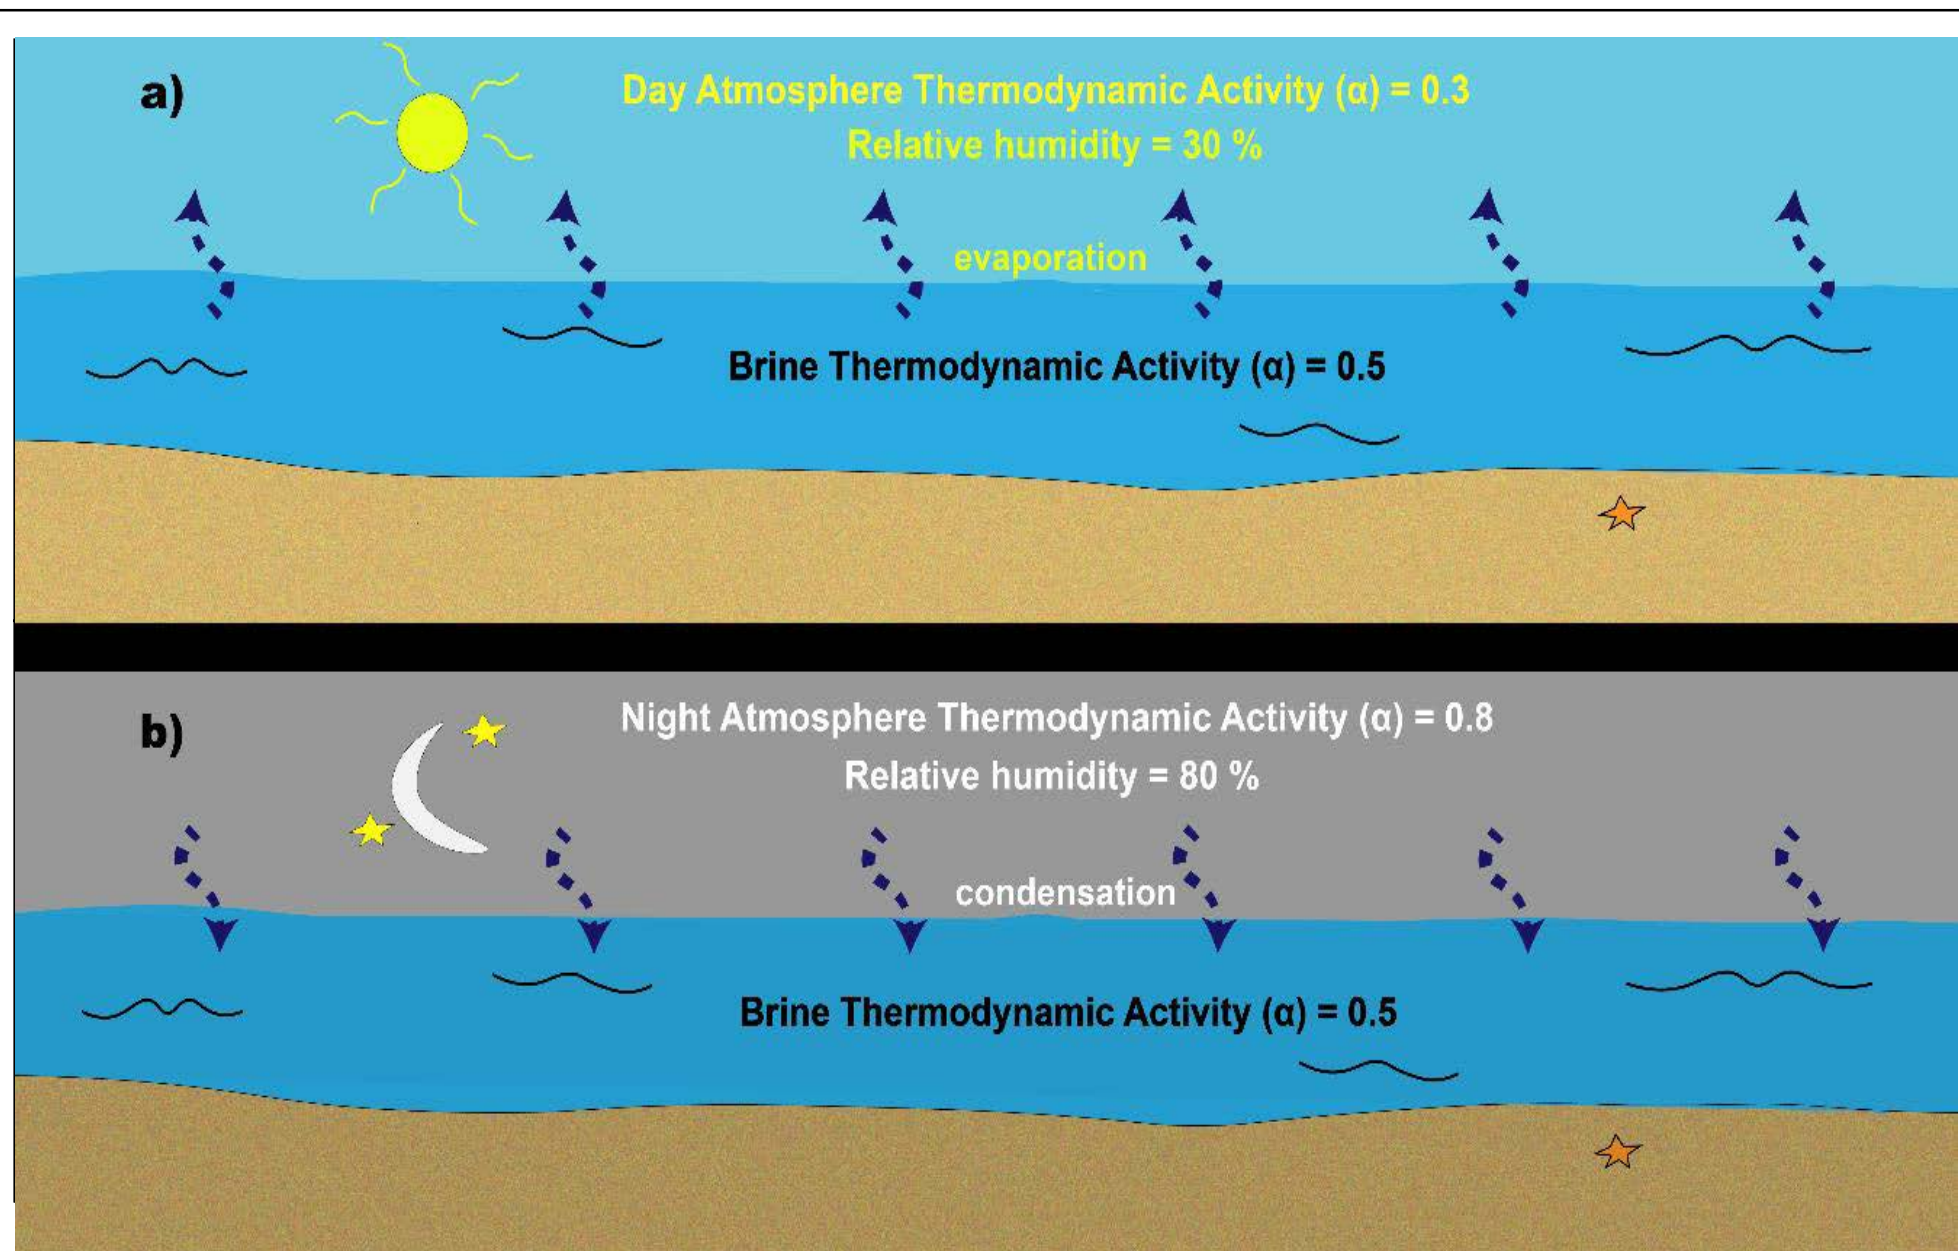 a)
Day Atmosphere Thermodynamic Activity (α) = 0.3
Relative humidity = 30 %
evaporation
Brine Thermodynamic Activity (α) = 0.5
b)
Night Atmosphere Thermodynamic Activity (α) = 0.8
Relative humidity = 80 %
condensation
Brine Thermodynamic Activity (α) = 0.5